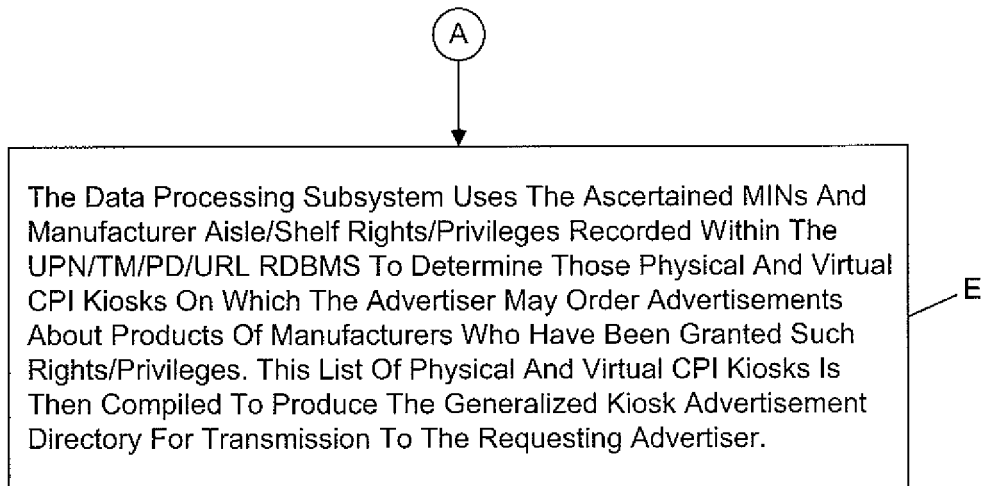 A
The Data Processing Subsystem Uses The Ascertained MINs And
Manufacturer Aisle/Shelf Rights/Privileges Recorded Within The
UPN/TM/PD/URL RDBMS To Determine Those Physical And Virtual
CPI Kiosks On Which The Advertiser May Order Advertisements
About Products Of Manufacturers Who Have Been Granted Such
Rights/Privileges. This List Of Physical And Virtual CPI Kiosks Is
Then Compiled To Produce The Generalized Kiosk Advertisement
Directory For Transmission To The Requesting Advertiser.
E